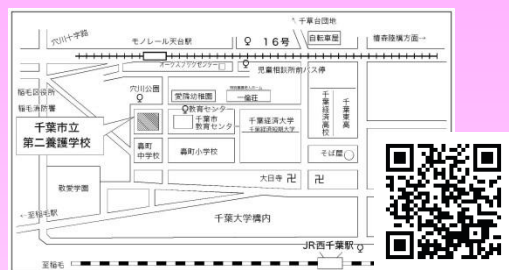 千草台団地
穴川十字路
モノレール天台駅
16号
自転車屋
穴川公園
児童相談所前バス停
稲毛区役所
稲毛消防署
愛隣幼稚園
一倫荘
教育センター
千葉市
教育センター
千葉経済大学
千葉経済短期大学
千葉経済高校
千葉東高
千葉市立
第二養護学校
轟町
中学校
轟町小学校
そば屋
大日寺
敬愛学園
←至稲毛駅
千葉大学構内
JR西千葉駅
至稲毛